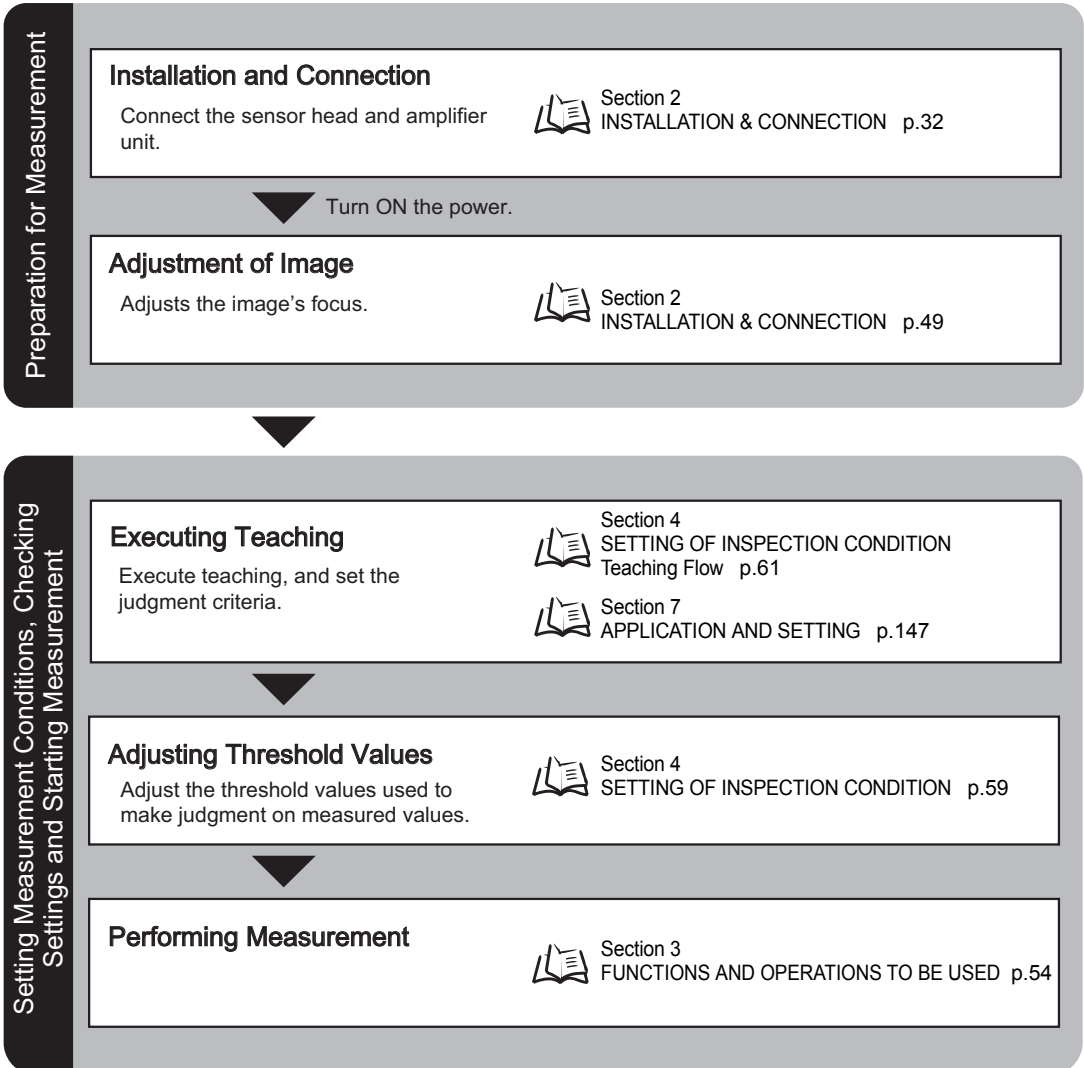 Preparation for Measurement
Installation and Connection
Connect the sensor head and amplifier
unit.
Section 2
INSTALLATION & CONNECTION p.32
Turn ON the power.
Adjustment of Image
Adjusts the image's focus.
Section 2
INSTALLATION & CONNECTION p.49
Setting Measurement Conditions, Checking
Settings and Starting Measurement
Executing Teaching
Execute teaching, and set the
judgment criteria.
Section 4
SETTING OF INSPECTION CONDITION
Teaching Flow p.61
Section 7
APPLICATION AND SETTING p.147
Adjusting Threshold Values
Adjust the threshold values used to
make judgment on measured values.
Section 4
SETTING OF INSPECTION CONDITION p.59
Performing Measurement
Section 3
FUNCTIONS AND OPERATIONS TO BE USED p.54